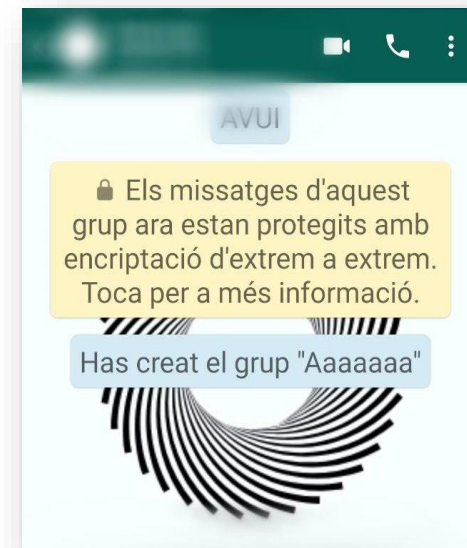 AVUI
Els missatges d'aquest
grup ara estan protegits amb
encriptació d'extrem a extrem.
Toca per a més informació.
Has creat el grup "Aaaaaaa"